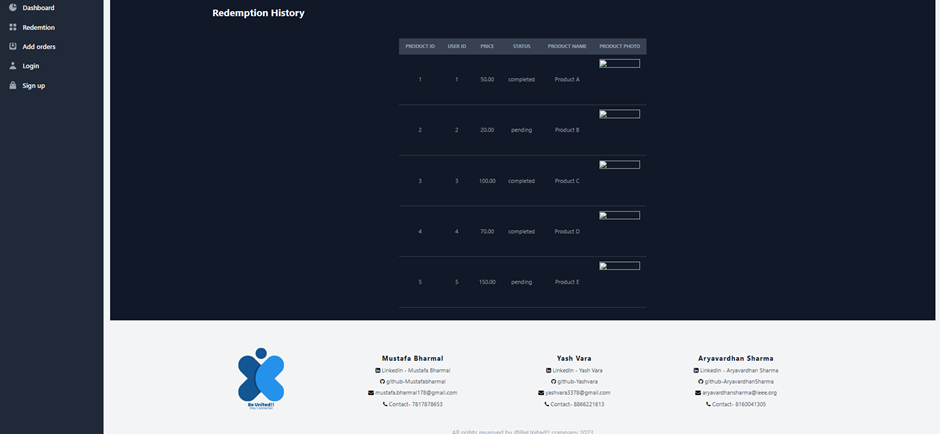 Dashboard
Redemtion
Add orders
Login
Sign up
Redemption History
PRODUCT ID USER ID PRICE STATUS PRODUCT NAME PRODUCT PHOTO
1 1 50.00 completed Product A
2 2 20.00 pending Product B
3 3 100.00 completed Product C
4 4 70.00 completed Product D
5 5 150.00 pending Product E
Be United!!
Stay Connected
Mustafa Bharmal
LinkedIn - Mustafa Bharmal
github-Mustafabharmal
mustafa.bharmal178@gmail.com
Contact- 7817878653
Yash Vara
LinkedIn - Yash Vara
github-Yashvara
yashvara3378@gmail.com
Contact- 8866221613
Aryavardhan Sharma
LinkedIn - Aryavardhan Sharma
github-AryavardhanSharma
aryavardhansharma@ieee.org
Contact- 8160041305
All rights reserved by @BeUnited!! company 2023